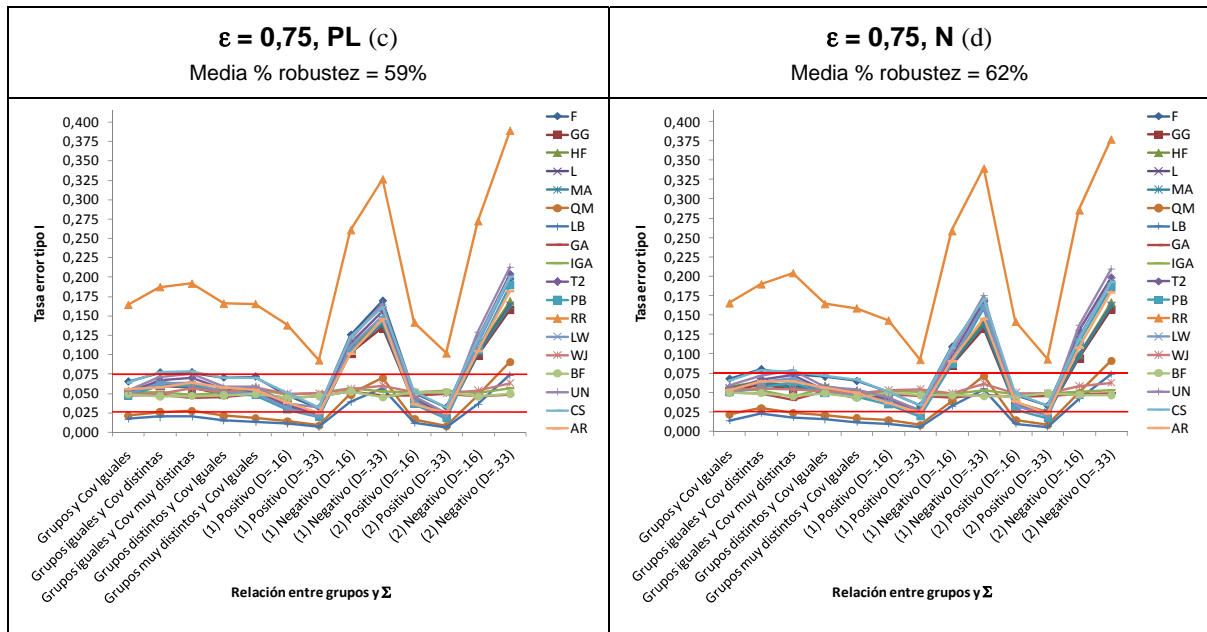 ε = 0,75, PL (c)
Media % robustez = 59%
Tasa error tipo I
0,400
0,375
0,350
0,325
0,300
0,275
0,250
0,225
0,200
0,175
0,150
0,125
0,100
0,075
0,050
0,025
0,000
Grupos y Cov Iguales
Grupos iguales y Cov distintas
Grupos iguales y Cov muy distintas
Grupos distintos y Cov Iguales
Grupos muy distintos y Cov Iguales
(1) Positivo (D=.16)
(1) Positivo (D=.33)
(1) Negativo (D=.16)
(1) Negativo (D=.33)
(2) Positivo (D=.16)
(2) Positivo (D=.33)
(2) Negativo (D=.16)
(2) Negativo (D=.33)
Relación entre grupos y Σ
F
GG
HF
L
MA
QM
LB
GA
IGA
T2
PB
RR
LW
WJ
BF
UN
CS
AR
ε = 0,75, N (d)
Media % robustez = 62%
Tasa error tipo I
0,400
0,375
0,350
0,325
0,300
0,275
0,250
0,225
0,200
0,175
0,150
0,125
0,100
0,075
0,050
0,025
0,000
Grupos y Cov Iguales
Grupos iguales y Cov distintas
Grupos iguales y Cov muy distintas
Grupos distintos y Cov Iguales
Grupos muy distintos y Cov Iguales
(1) Positivo (D=.16)
(1) Positivo (D=.33)
(1) Negativo (D=.16)
(1) Negativo (D=.33)
(2) Positivo (D=.16)
(2) Positivo (D=.33)
(2) Negativo (D=.16)
(2) Negativo (D=.33)
Relación entre grupos y Σ
F
GG
HF
L
MA
QM
LB
GA
IGA
T2
PB
RR
LW
WJ
BF
UN
CS
AR